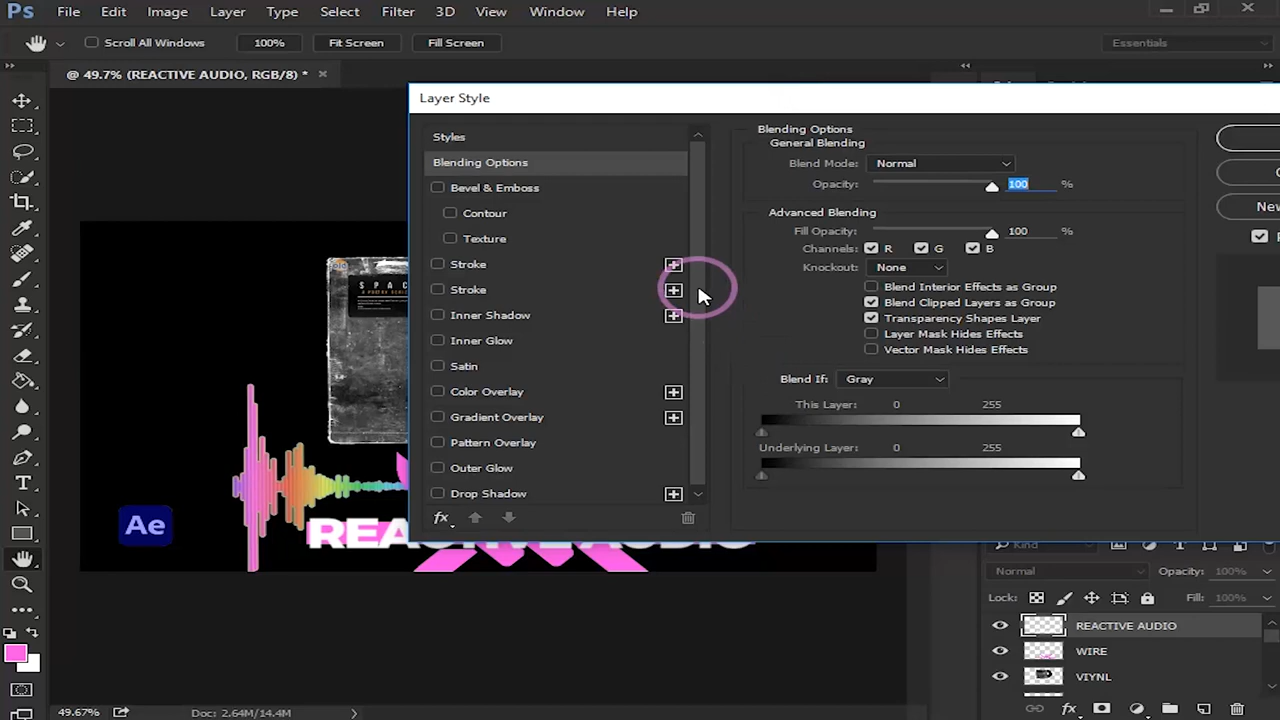 Ps File Edit Image Layer Type Select Filter 3D View Window Help
Scroll All Windows 100% Fit Screen Fill Screen Essentials
@ 49.7% (REACTIVE AUDIO, RGB/8) *
Layer Style
Styles
Blending Options
Bevel & Emboss
Contour
Texture
Stroke
Stroke
Inner Shadow
Inner Glow
Satin
Color Overlay
Gradient Overlay
Pattern Overlay
Outer Glow
Drop Shadow
fx
Blending Options
General Blending
Blend Mode: Normal
Opacity: 100 %
Advanced Blending
Fill Opacity: 100 %
Channels: R G B
Knockout: None
Blend Interior Effects as Group
Blend Clipped Layers as Group
Transparency Shapes Layer
Layer Mask Hides Effects
Vector Mask Hides Effects
Blend If: Gray
This Layer: 0 255
Underlying Layer: 0 255
New
SPAC
Ae
REACTIVE AUDIO
Kind
Normal Opacity: 100%
Lock: Fill: 100%
REACTIVE AUDIO
WIRE
VIYNL
fx
49.67% Doc: 2.64M/14.4M